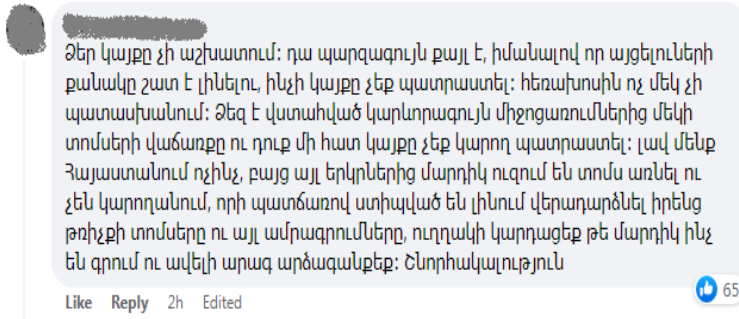 Ձեր կայքը չի աշխատում: դա պարզագույն քայլ է, իմանալով որ այցելուների
քանակը շատ է լինելու, ինչի կայքը չեք պատրաստել: հեռախոսին ոչ մեկ չի
պատասխանում: Ձեզ է վստահված կարևորագույն միջոցառումներից մեկի
տոմսերի վաճառքը ու դուք մի հատ կայքը չեք կարող պատրաստել: լավ մենք
Հայաստանում ոչինչ, բայց այլ երկրներից մարդիկ ուզում են տոմս առնել ու
չեն կարողանում, որի պատճառով ստիպված են լինում վերադարձնել իրենց
թռիչքի տոմսերը ու այլ ամրագրումները, ուղղակի կարդացեք թե մարդիկ ինչ
են գրում ու ավելի արագ արձագանքեք: Շնորհակալություն
Like Reply 2h Edited
65